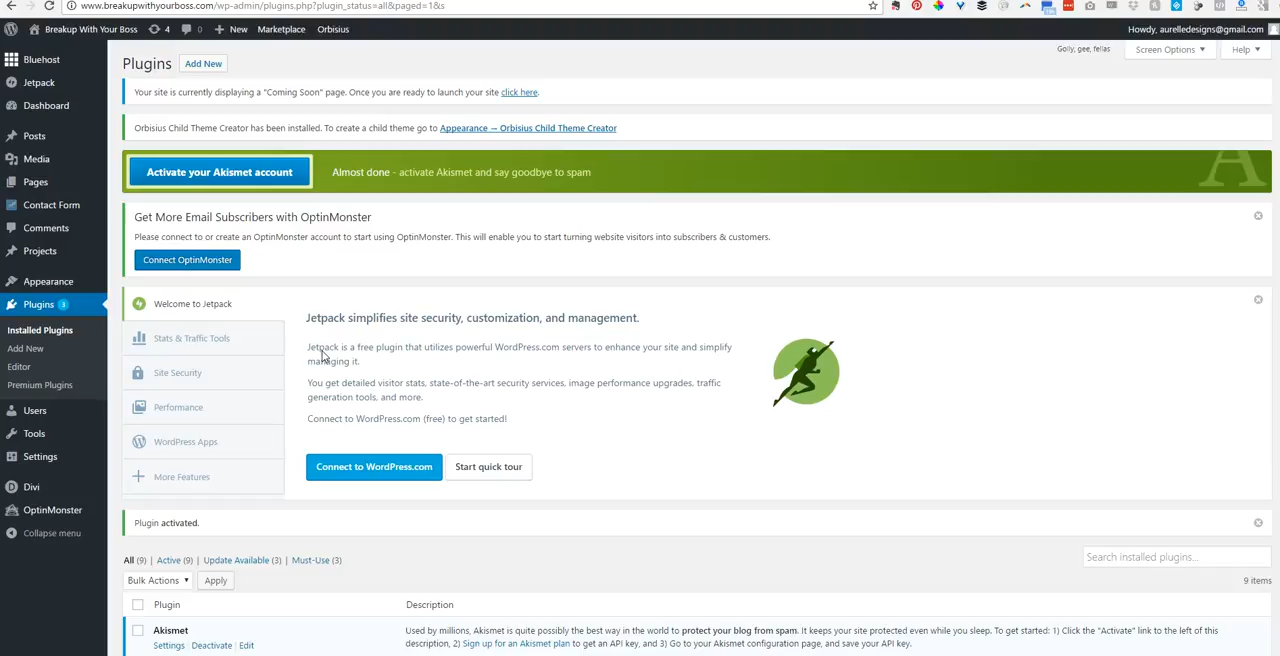 www.breakupwithyourboss.com/wp-admin/plugins.php?plugin_status=all&paged=1&s
Breakup With Your Boss 4 0 New Marketplace Orbisius Howdy, aurelledesigns@gmail.com
Golly, gee, fellas Screen Options ▼ Help ▼
Bluehost
Jetpack
Dashboard
Posts
Media
Pages
Contact Form
Comments
Projects
Appearance
Plugins 3
Installed Plugins
Add New
Editor
Premium Plugins
Users
Tools
Settings
Divi
OptinMonster
Collapse menu
Plugins Add New
Your site is currently displaying a "Coming Soon" page. Once you are ready to launch your site click here.
Orbisius Child Theme Creator has been installed. To create a child theme go to Appearance → Orbisius Child Theme Creator
Activate your Akismet account Almost done - activate Akismet and say goodbye to spam
A
Get More Email Subscribers with OptinMonster
Please connect to or create an OptinMonster account to start using OptinMonster. This will enable you to start turning website visitors into subscribers & customers.
Connect OptinMonster
Welcome to Jetpack
Stats & Traffic Tools
Site Security
Performance
WordPress Apps
More Features
Jetpack simplifies site security, customization, and management.
Jetpack is a free plugin that utilizes powerful WordPress.com servers to enhance your site and simplify
managing it.
You get detailed visitor stats, state-of-the-art security services, image performance upgrades, traffic
generation tools, and more.
Connect to WordPress.com (free) to get started!
Connect to WordPress.com Start quick tour
Plugin activated.
All (9) | Active (9) | Update Available (3) | Must-Use (3)
Search installed plugins...
Bulk Actions ▼ Apply
9 items
Plugin Description
Akismet
Settings | Deactivate | Edit
Used by millions, Akismet is quite possibly the best way in the world to protect your blog from spam. It keeps your site protected even while you sleep. To get started: 1) Click the "Activate" link to the left of this
description, 2) Sign up for an Akismet plan to get an API key, and 3) Go to your Akismet configuration page, and save your API key.